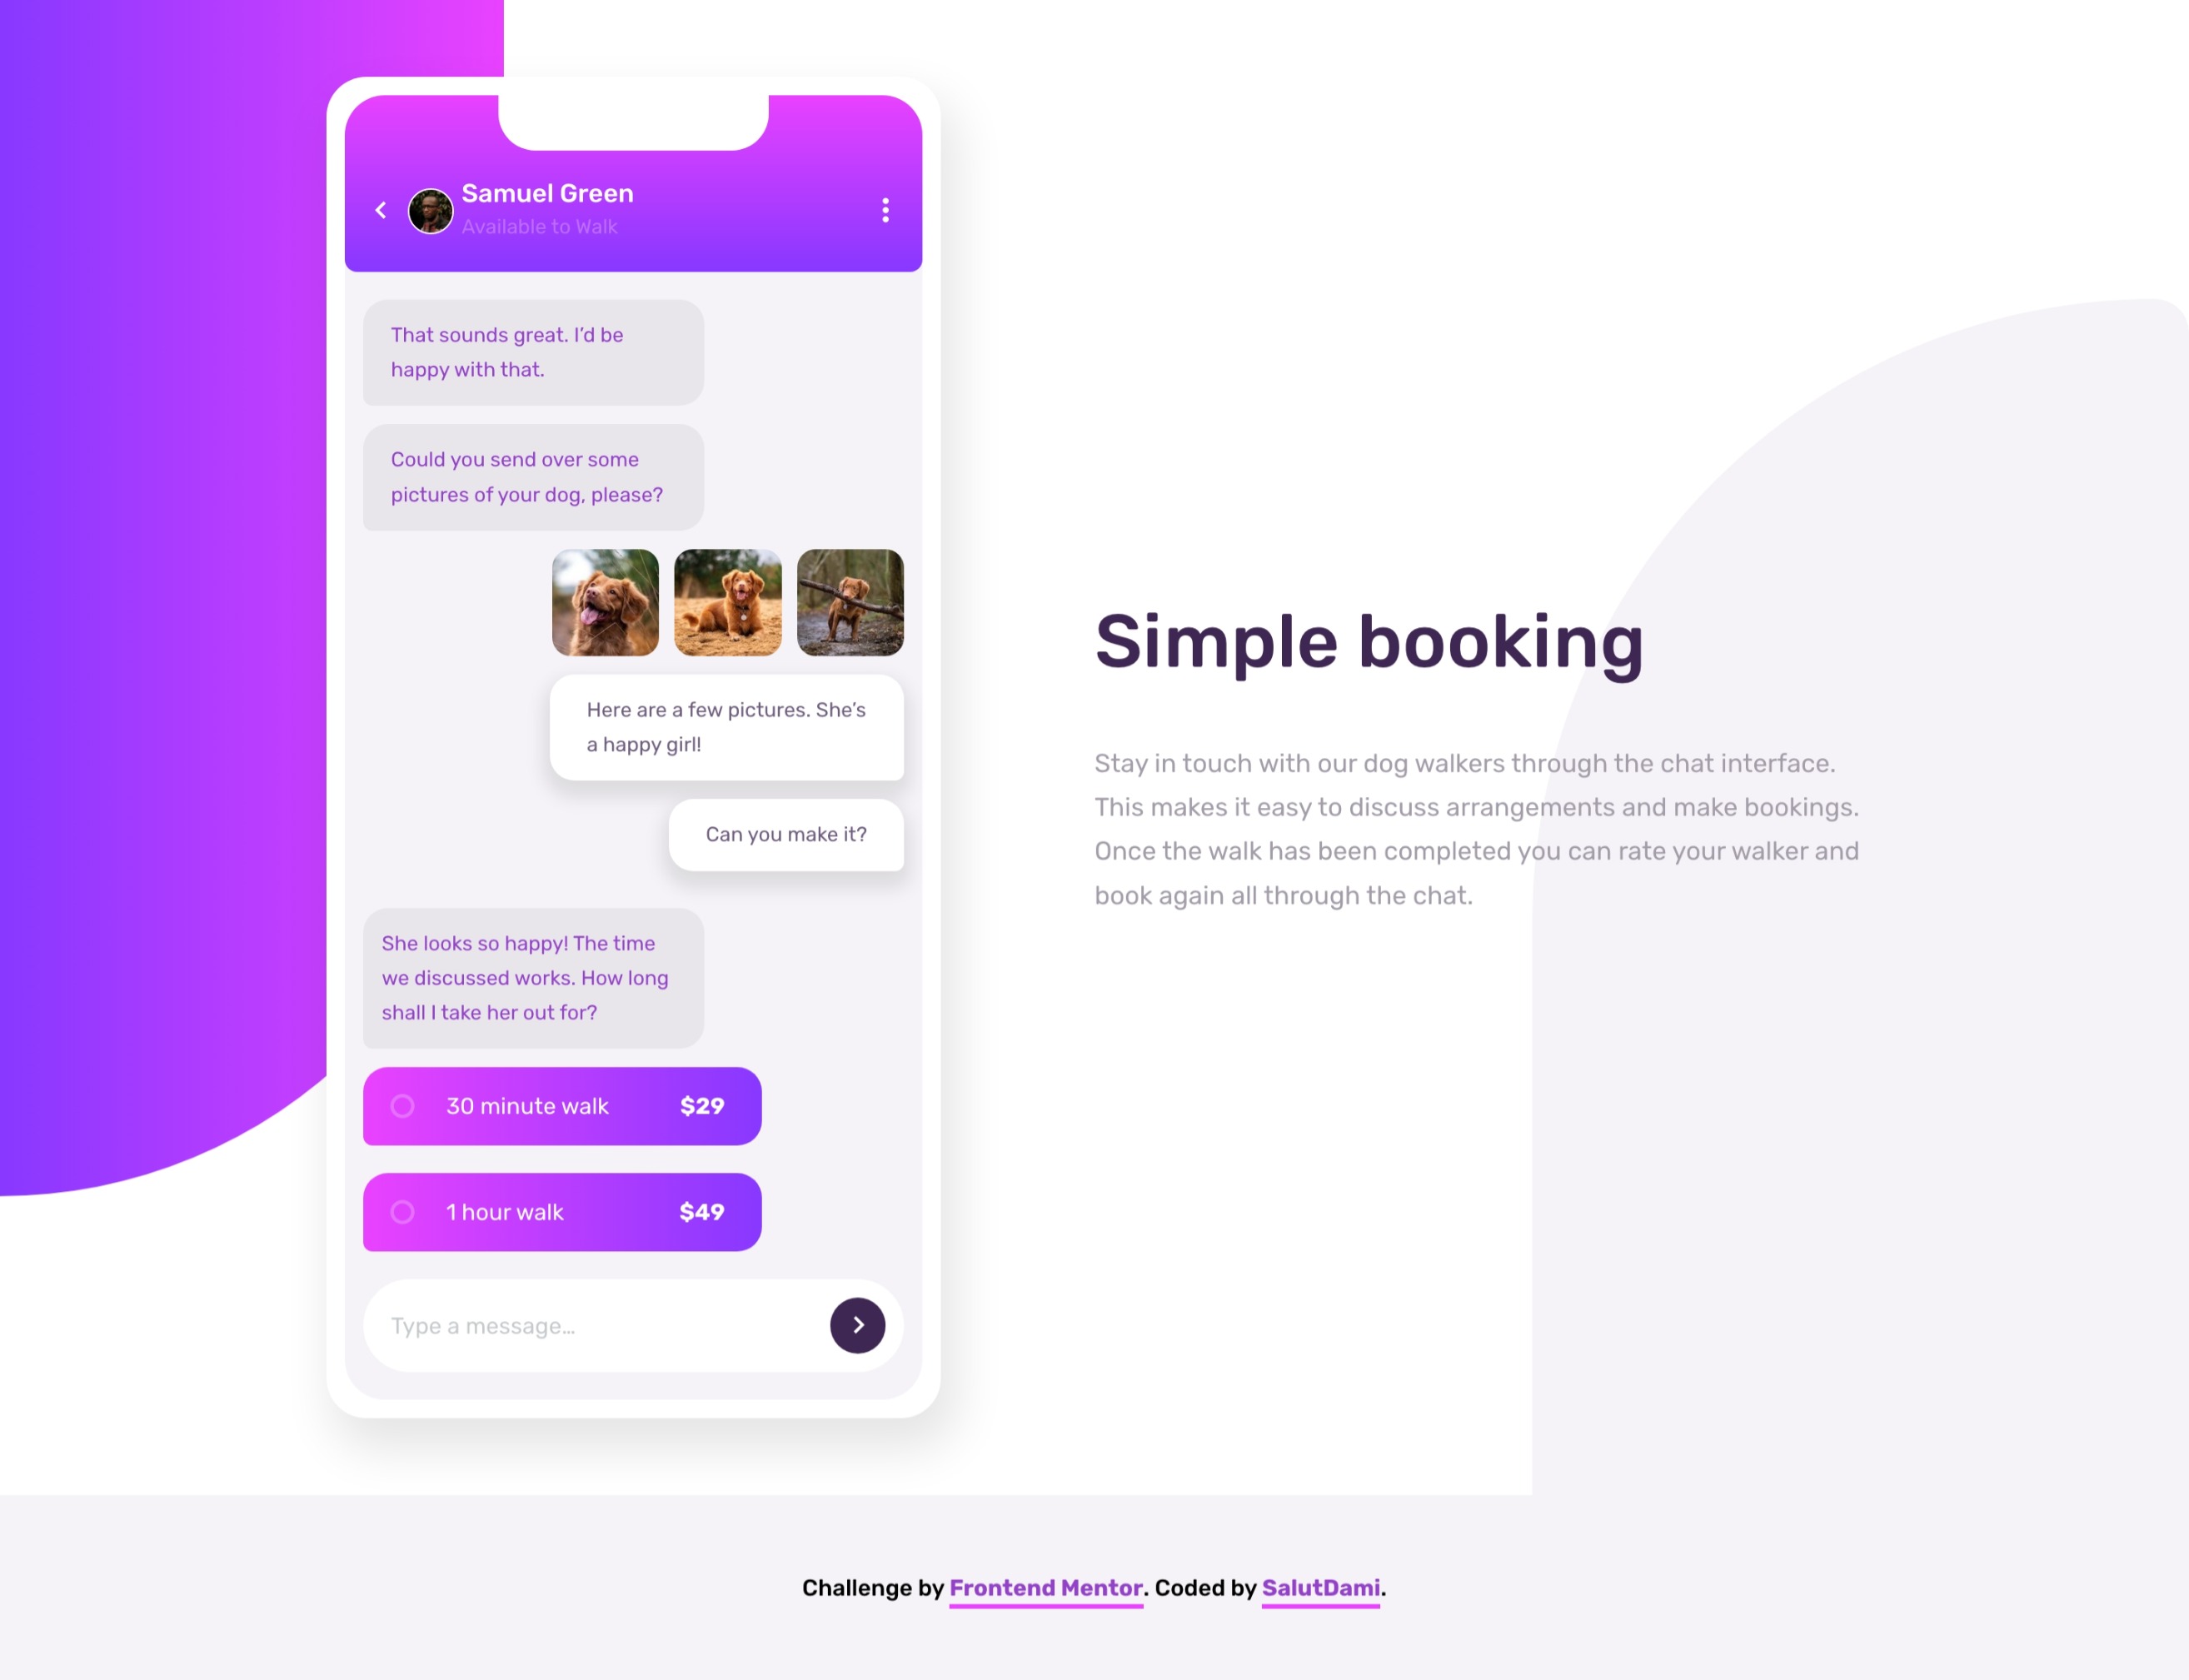 Samuel Green
Available to Walk
That sounds great. I’d be
happy with that.
Could you send over some
pictures of your dog, please?
Here are a few pictures. She’s
a happy girl!
Can you make it?
She looks so happy! The time
we discussed works. How long
shall I take her out for?
30 minute walk $29
1 hour walk $49
Type a message…
Simple booking
Stay in touch with our dog walkers through the chat interface.
This makes it easy to discuss arrangements and make bookings.
Once the walk has been completed you can rate your walker and
book again all through the chat.
Challenge by Frontend Mentor. Coded by SalutDami.